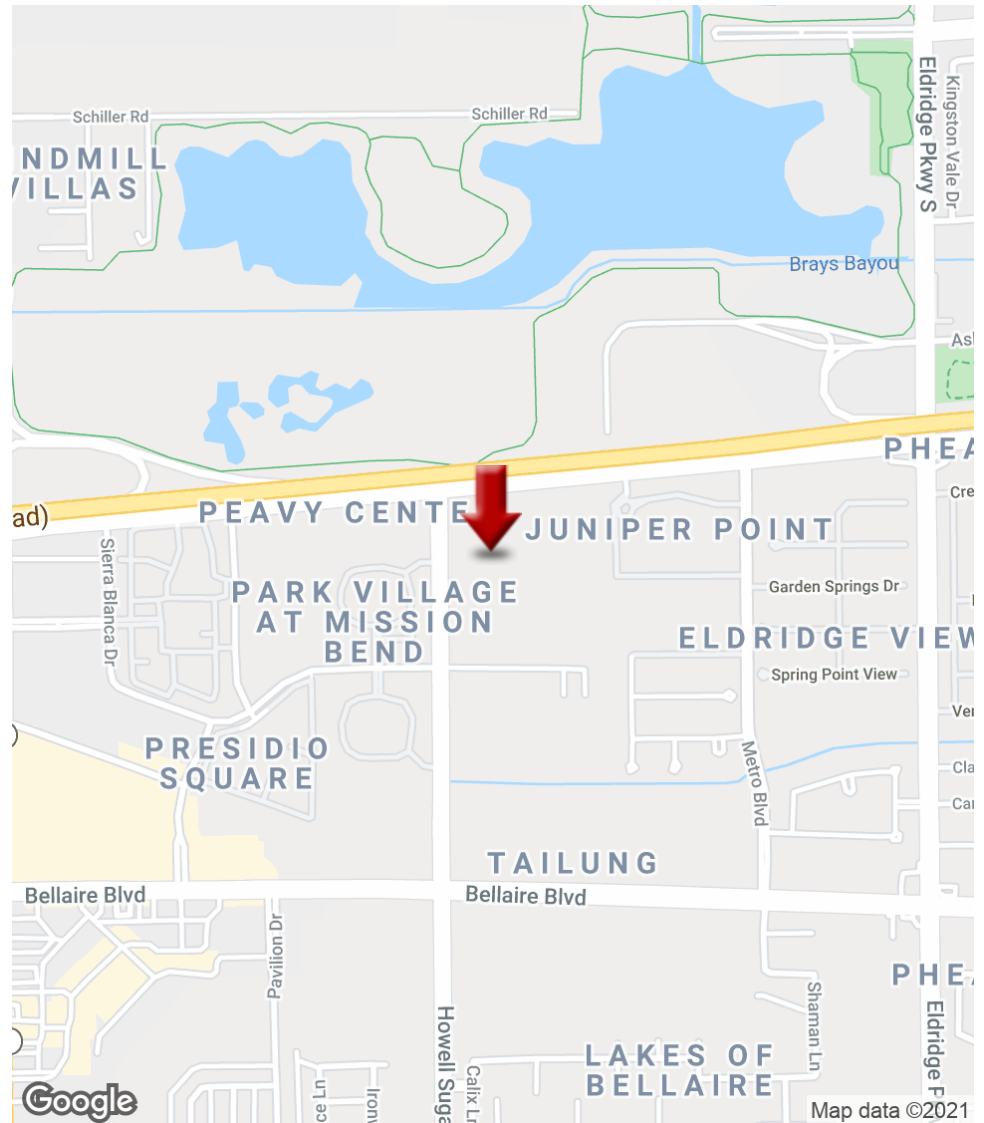 Schiller Rd
Schiller Rd
Eldridge Pkwy S
Kingston Vale Dr
NDMILL
VILLAS
Brays Bayou
Asl
PHEA
ad)
PEAVY CENTE
Cre
JUNIPER POINT
Sierra Blanca Dr
PARK VILLAGE
AT MISSION
BEND
Garden Springs Dr
ELDRIDGE VIEW
Spring Point View
Ver
PRESIDIO
SQUARE
Metro Blvd
Cla
Car
TAILUNG
Bellaire Blvd
Bellaire Blvd
Pavilion Dr
PHEA
Shaman Ln
Eldridge P
Howell Suga
LAKES OF
BELLAIRE
Calix Ln
Lece
Ironw
Google
Map data ©2021